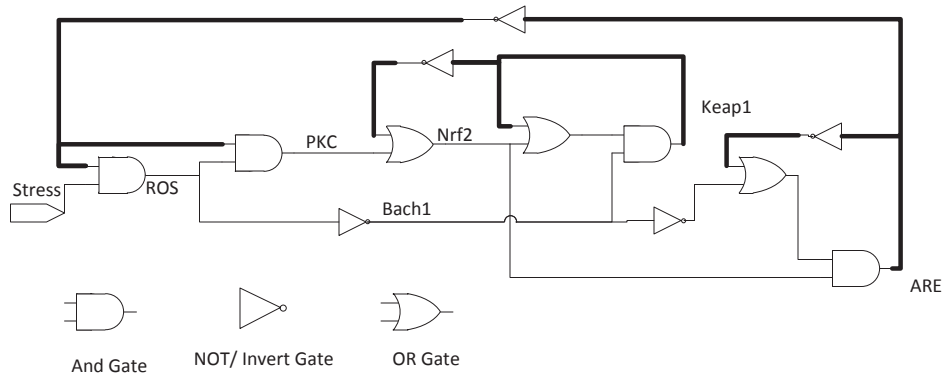 Keap1
PKC
Nrf2
Stress
ROS
Bach1
ARE
And Gate
NOT/ Invert Gate
OR Gate